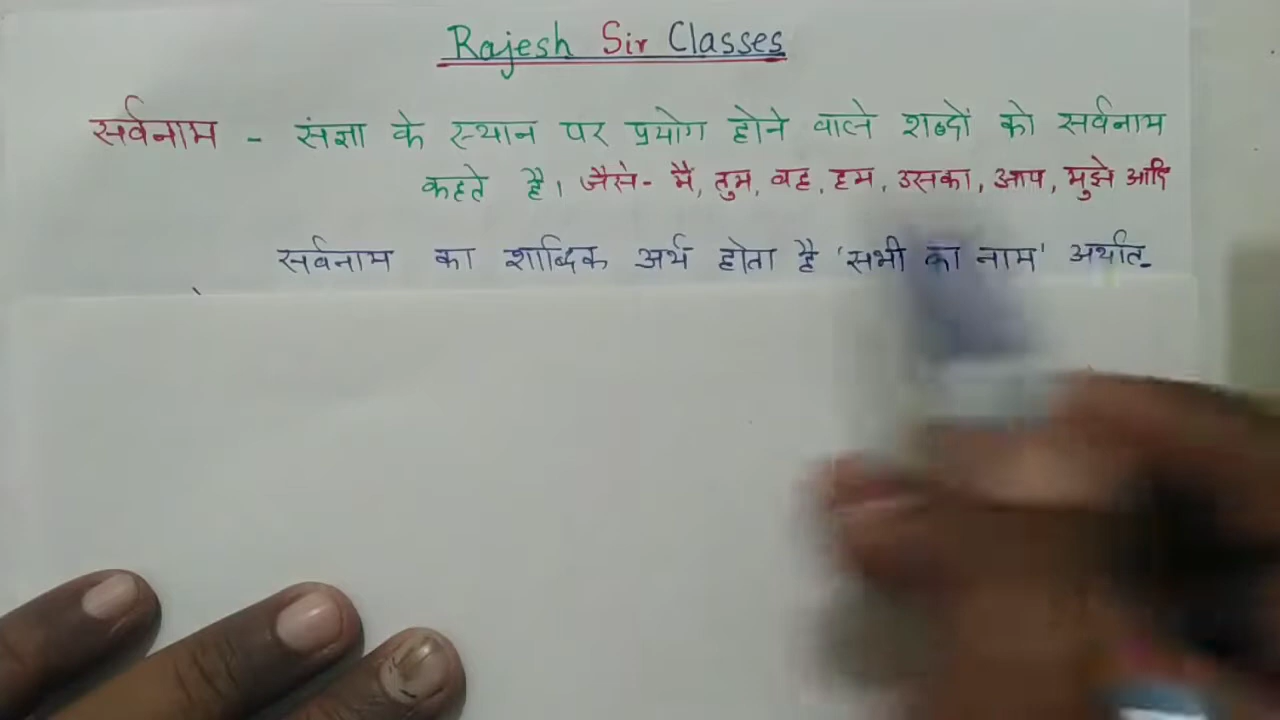 Rajesh Sir Classes
सर्वनाम - संज्ञा के स्थान पर प्रयोग होने वाले शब्दों को सर्वनाम
कहते है। जैसे- मै, तुम, वह, हम, उसका, आप, मुझे आदि
सर्वनाम का शाब्दिक अर्थ होता है 'सभी का नाम' अर्थात-